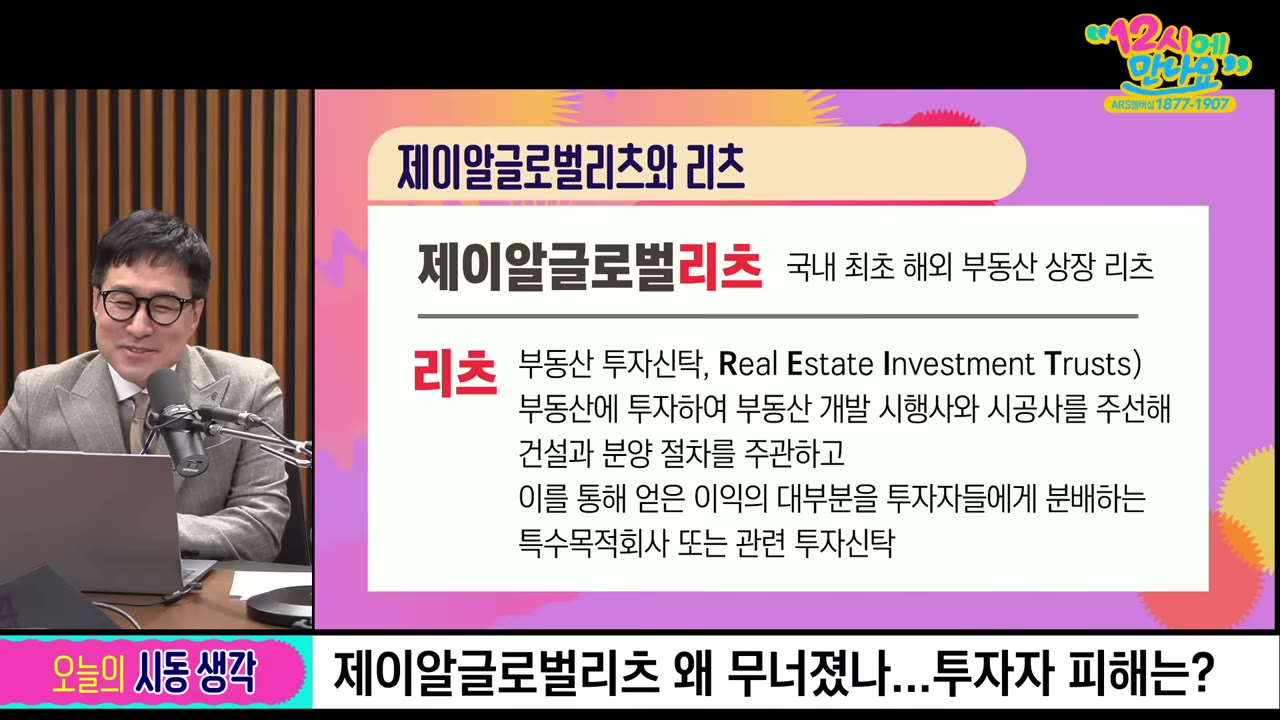 “12시에
만나요”
ARS멤버십 1877-1907
제이알글로벌리츠와 리츠
제이알글로벌리츠 국내 최초 해외 부동산 상장 리츠
리츠 부동산 투자신탁, Real Estate Investment Trusts)
부동산에 투자하여 부동산 개발 시행사와 시공사를 주선해
건설과 분양 절차를 주관하고
이를 통해 얻은 이익의 대부분을 투자자들에게 분배하는
특수목적회사 또는 관련 투자신탁
오늘의 시동 생각
제이알글로벌리츠 왜 무너졌나...투자자 피해는?